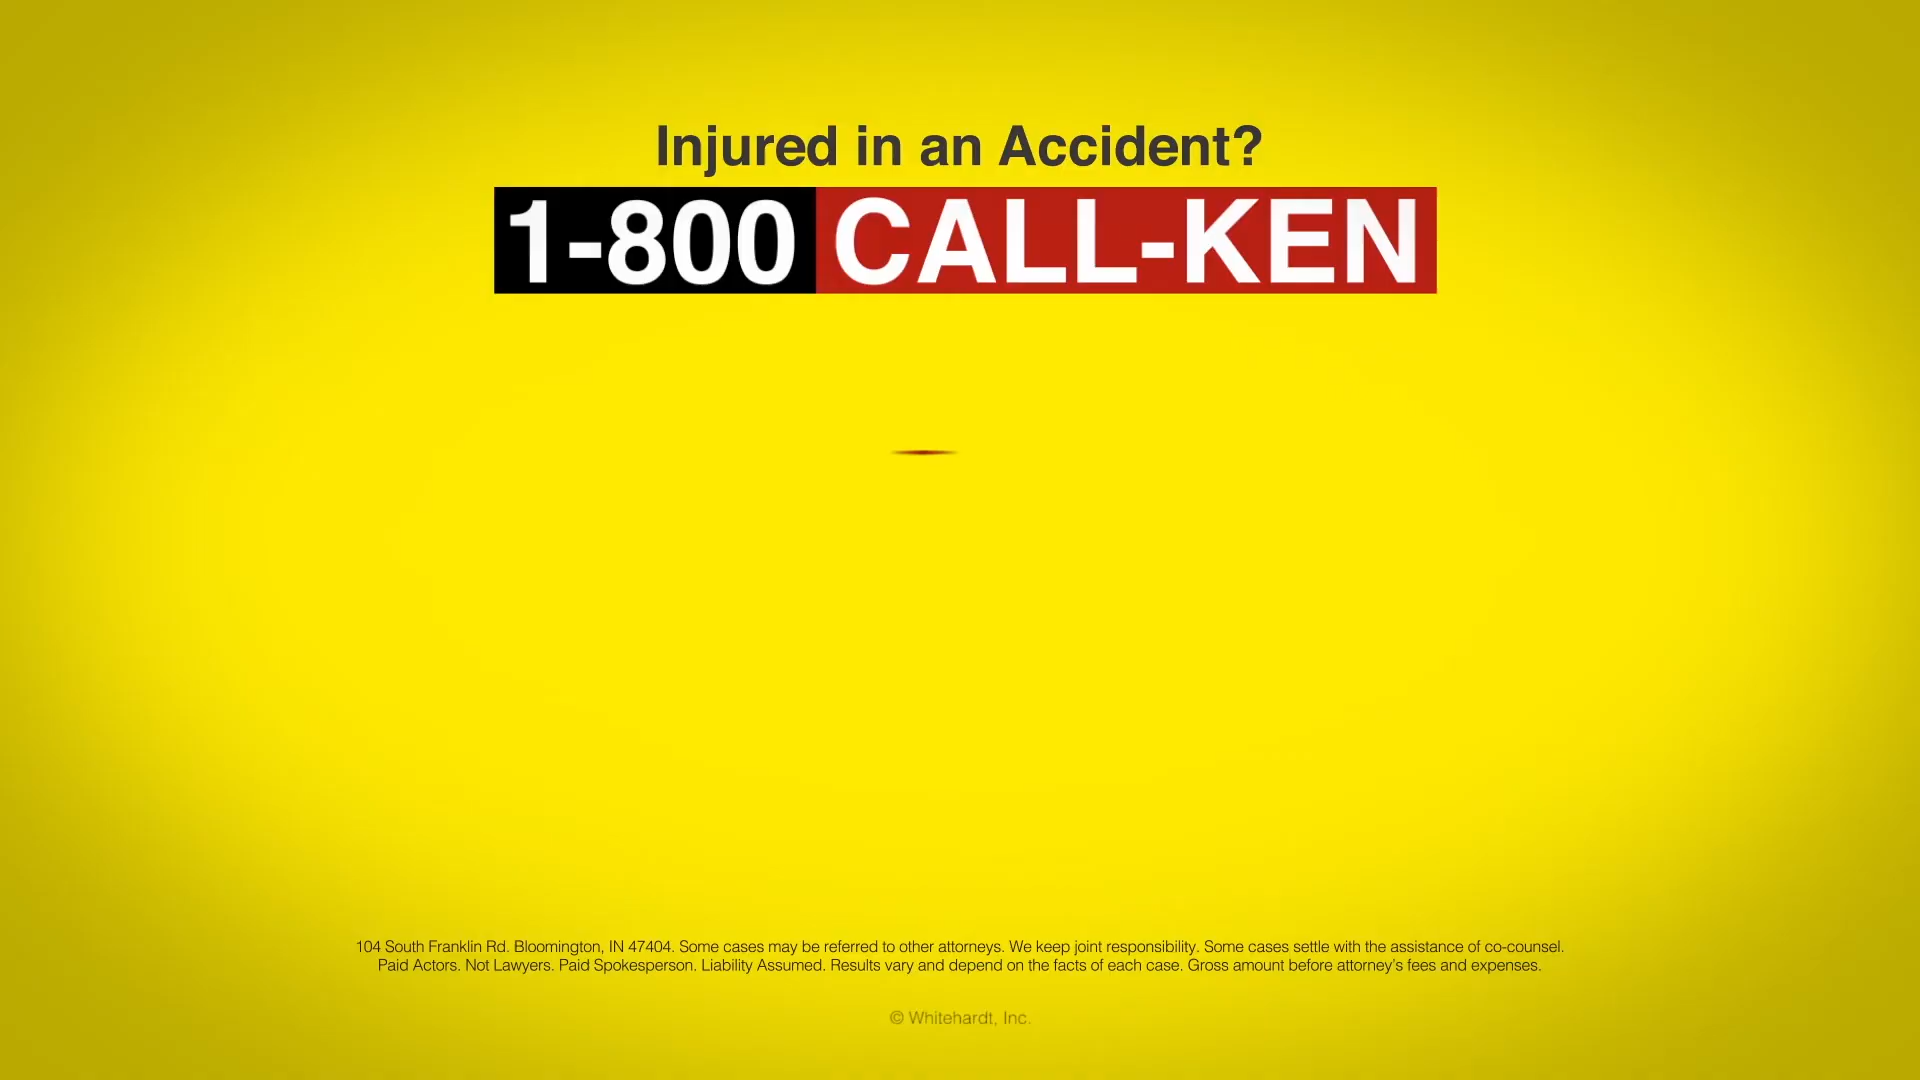 Injured in an Accident?
1-800 CALL-KEN
104 South Franklin Rd. Bloomington, IN 47404. Some cases may be referred to other attorneys. We keep joint responsibility. Some cases settle with the assistance of co-counsel.
Paid Actors. Not Lawyers. Paid Spokesperson. Liability Assumed. Results vary and depend on the facts of each case. Gross amount before attorney’s fees and expenses.
© Whitehardt, Inc.